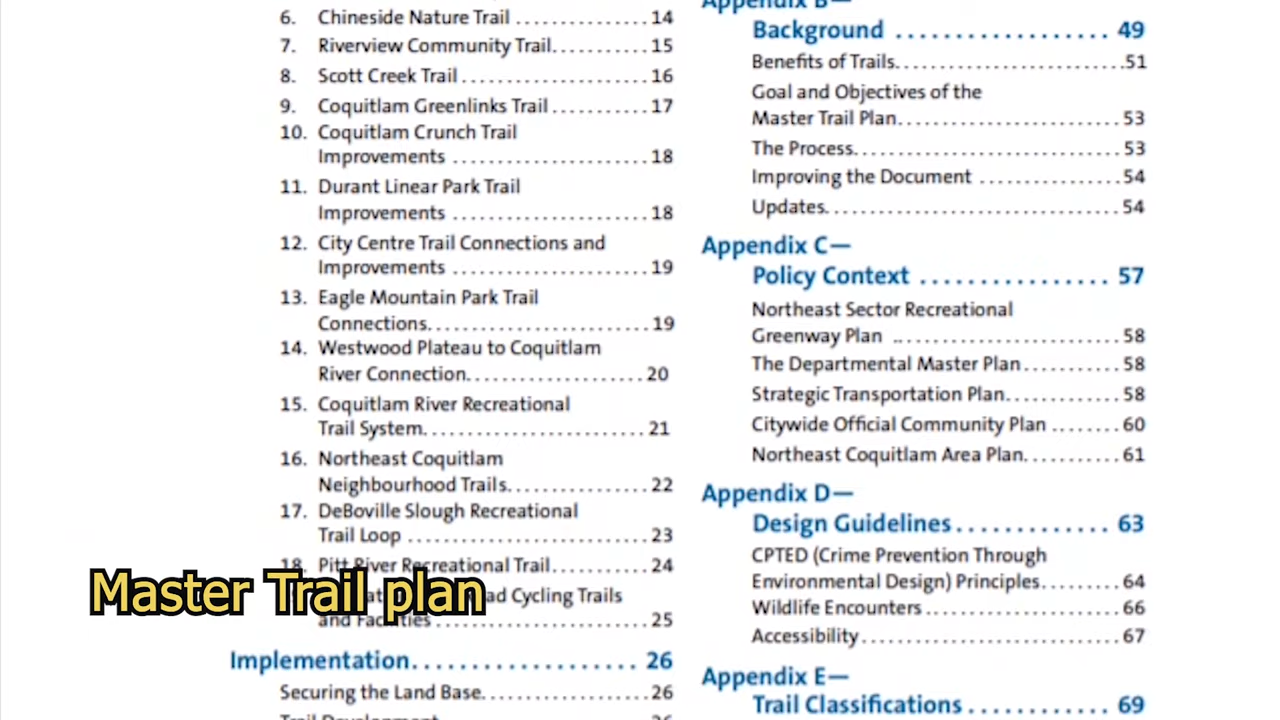 6. Chineside Nature Trail ................ 14
7. Riverview Community Trail. ........... 15
8. Scott Creek Trail ....................... 16
9. Coquitlam Greenlinks Trail ............ 17
10. Coquitlam Crunch Trail
Improvements ........................ 18
11. Durant Linear Park Trail
Improvements ........................ 18
12. City Centre Trail Connections and
Improvements ........................ 19
13. Eagle Mountain Park Trail
Connections. ........................... 19
14. Westwood Plateau to Coquitlam
River Connection. ..................... 20
15. Coquitlam River Recreational
Trail System. ........................... 21
16. Northeast Coquitlam
Neighbourhood Trails. ................. 22
17. DeBoville Slough Recreational
Trail Loop ............................. 23
18. Pitt River Recreational Trail. ........... 24
Cycling Trails
and ........................ 25
Implementation. ..................... 26
Securing the Land Base. .................... 26
Appendix B—
Background .................. 49
Benefits of Trails. ........................... 51
Goal and Objectives of the
Master Trail Plan. ........................... 53
The Process. ................................. 53
Improving the Document ................. 54
Updates. ..................................... 54
Appendix C—
Policy Context ................ 57
Northeast Sector Recreational
Greenway Plan .............................. 58
The Departmental Master Plan ............ 58
Strategic Transportation Plan. ............. 58
Citywide Official Community Plan ........ 60
Northeast Coquitlam Area Plan. ........... 61
Appendix D—
Design Guidelines ............. 63
CPTED (Crime Prevention Through
Environmental Design) Principles. ......... 64
Wildlife Encounters ........................ 66
Accessibility ................................. 67
Appendix E—
Trail Classifications ............ 69
Master Trail plan